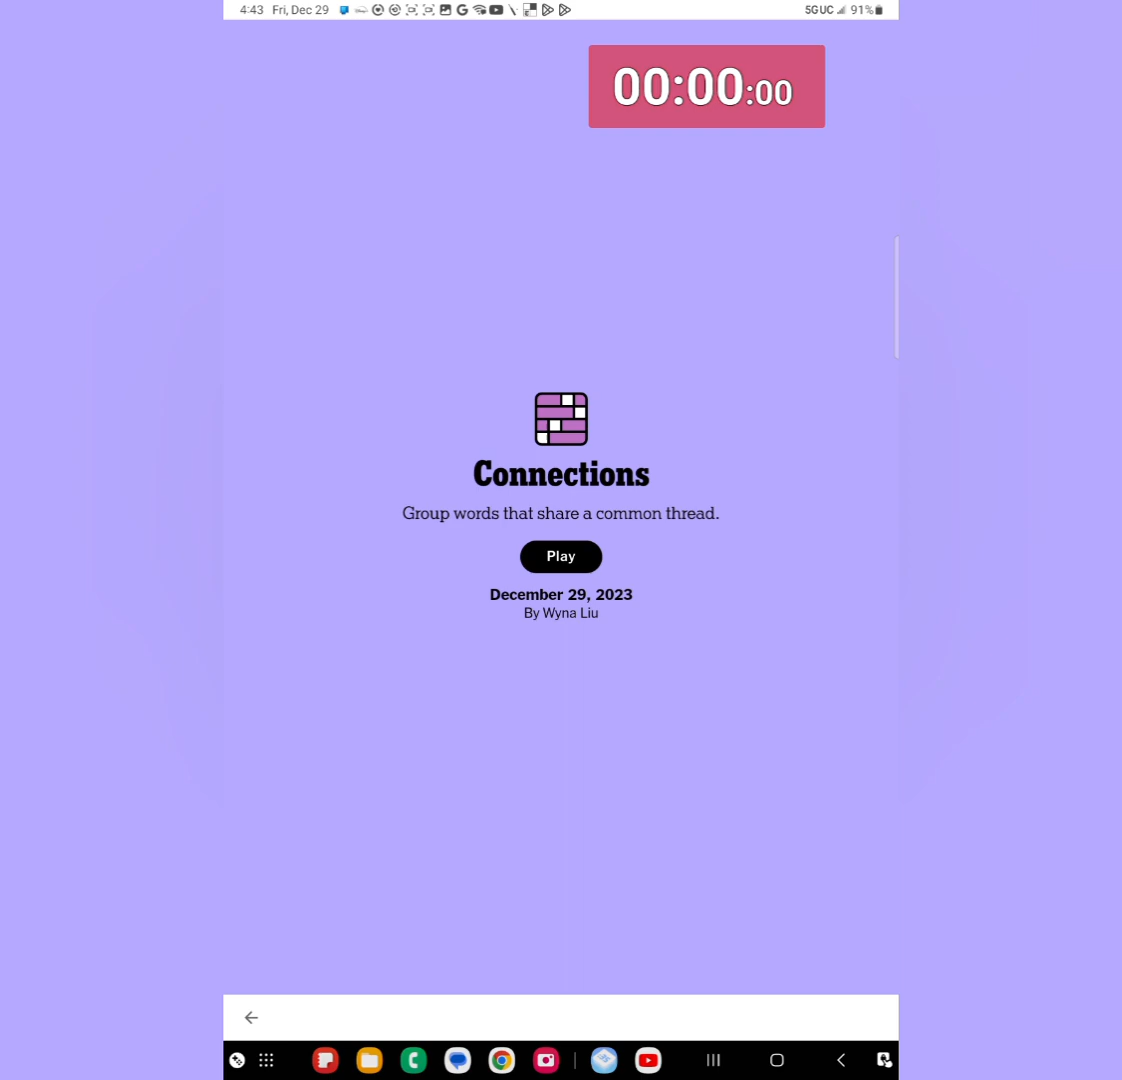 4:43 Fri, Dec 29
5G UC 91%
00:00:00
Connections
Group words that share a common thread.
Play
December 29, 2023
By Wyna Liu